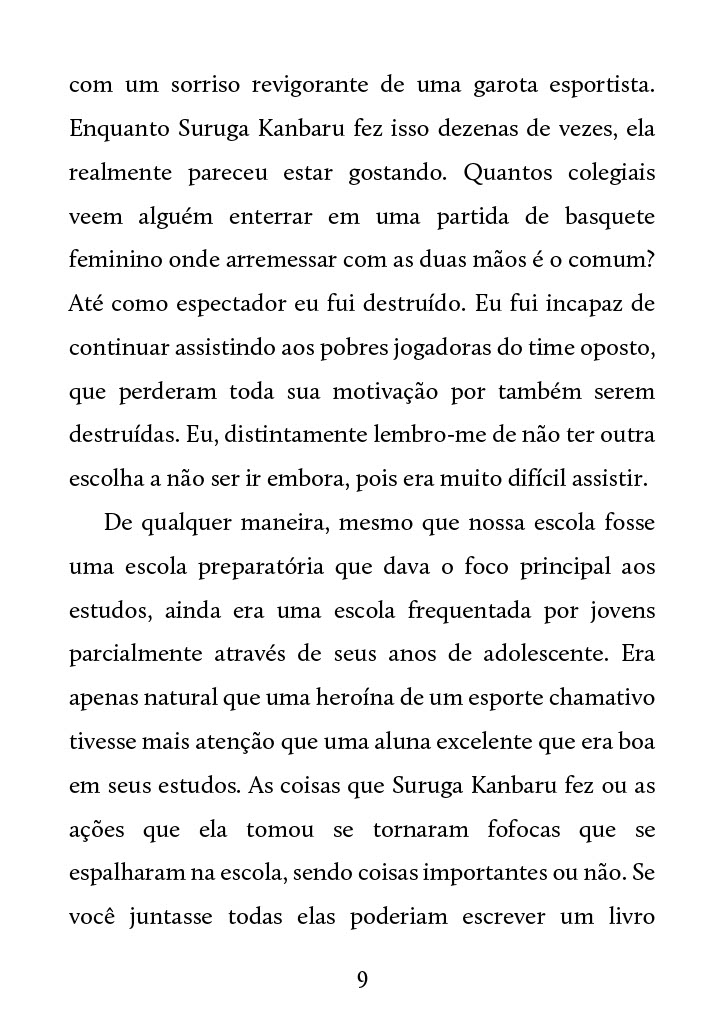 com um sorriso revigorante de uma garota esportista.
Enquanto Suruga Kanbaru fez isso dezenas de vezes, ela
realmente pareceu estar gostando. Quantos colegiais
veem alguém enterrar em uma partida de basquete
feminino onde arremessar com as duas mãos é o comum?
Até como espectador eu fui destruído. Eu fui incapaz de
continuar assistindo aos pobres jogadoras do time oposto,
que perderam toda sua motivação por também serem
destruídas. Eu, distintamente lembro-me de não ter outra
escolha a não ser ir embora, pois era muito difícil assistir.
De qualquer maneira, mesmo que nossa escola fosse
uma escola preparatória que dava o foco principal aos
estudos, ainda era uma escola frequentada por jovens
parcialmente através de seus anos de adolescente. Era
apenas natural que uma heroína de um esporte chamativo
tivesse mais atenção que uma aluna excelente que era boa
em seus estudos. As coisas que Suruga Kanbaru fez ou as
ações que ela tomou se tornaram fofocas que se
espalharam na escola, sendo coisas importantes ou não. Se
você juntasse todas elas poderiam escrever um livro
9